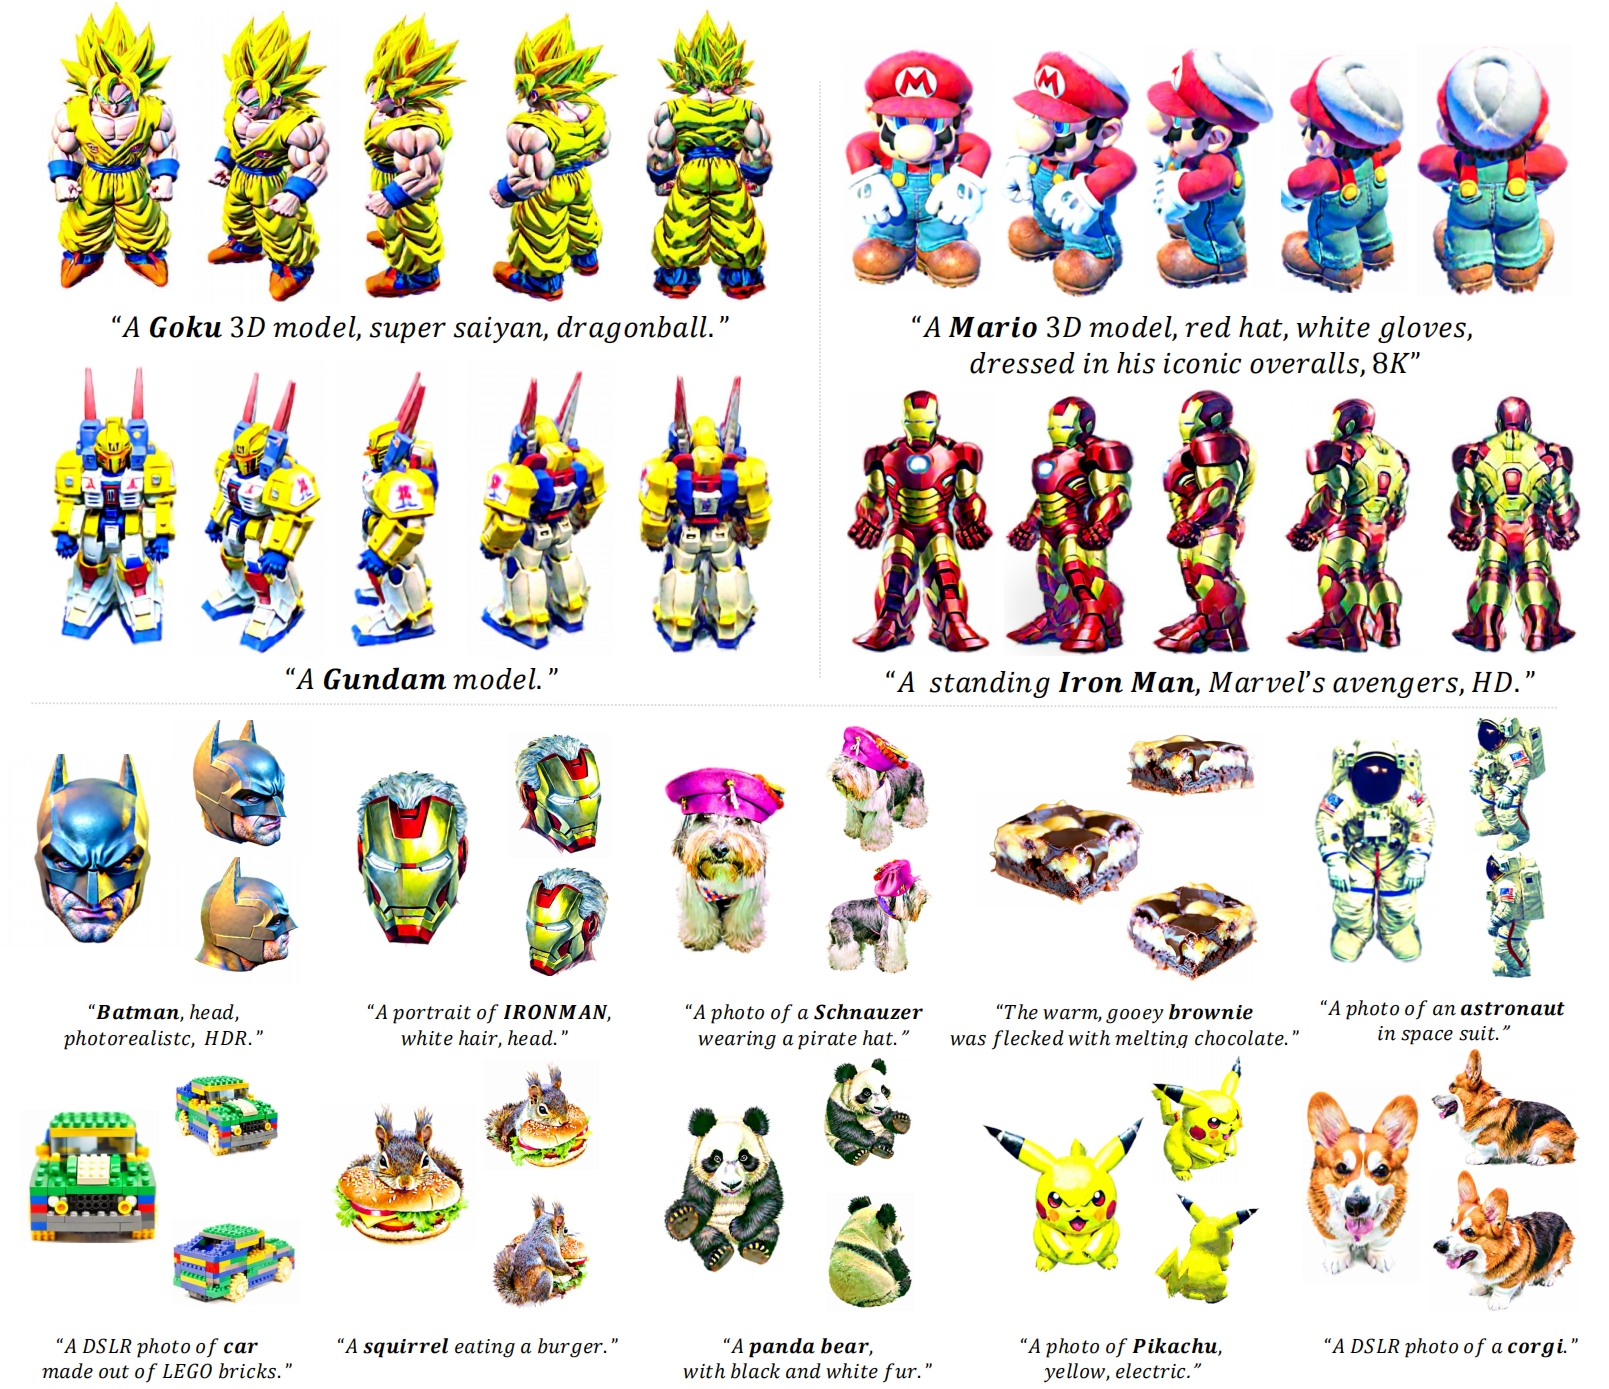 “A Goku 3D model, super saiyan, dragonball.”
“A Mario 3D model, red hat, white gloves,
dressed in his iconic overalls, 8K”
“A Gundam model.”
“A standing Iron Man, Marvel’s avengers, HD.”
“Batman, head,
photorealistc, HDR.”
“A portrait of IRONMAN,
white hair, head.”
“A photo of a Schnauzer
wearing a pirate hat.”
“The warm, gooey brownie
was flecked with melting chocolate.”
“A photo of an astronaut
in space suit.”
“A DSLR photo of car
made out of LEGO bricks.”
“A squirrel eating a burger.”
“A panda bear,
with black and white fur.”
“A photo of Pikachu,
yellow, electric.”
“A DSLR photo of a corgi.”